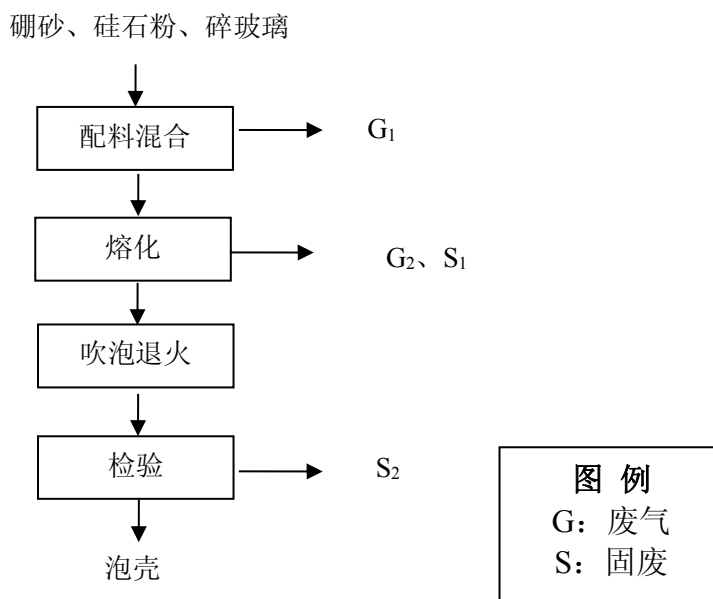 硼砂、硅石粉、碎玻璃
配料混合
G₁
熔化
G₂、S₁
吹泡退火
检验
S₂
泡壳
图 例
G：废气
S：固废